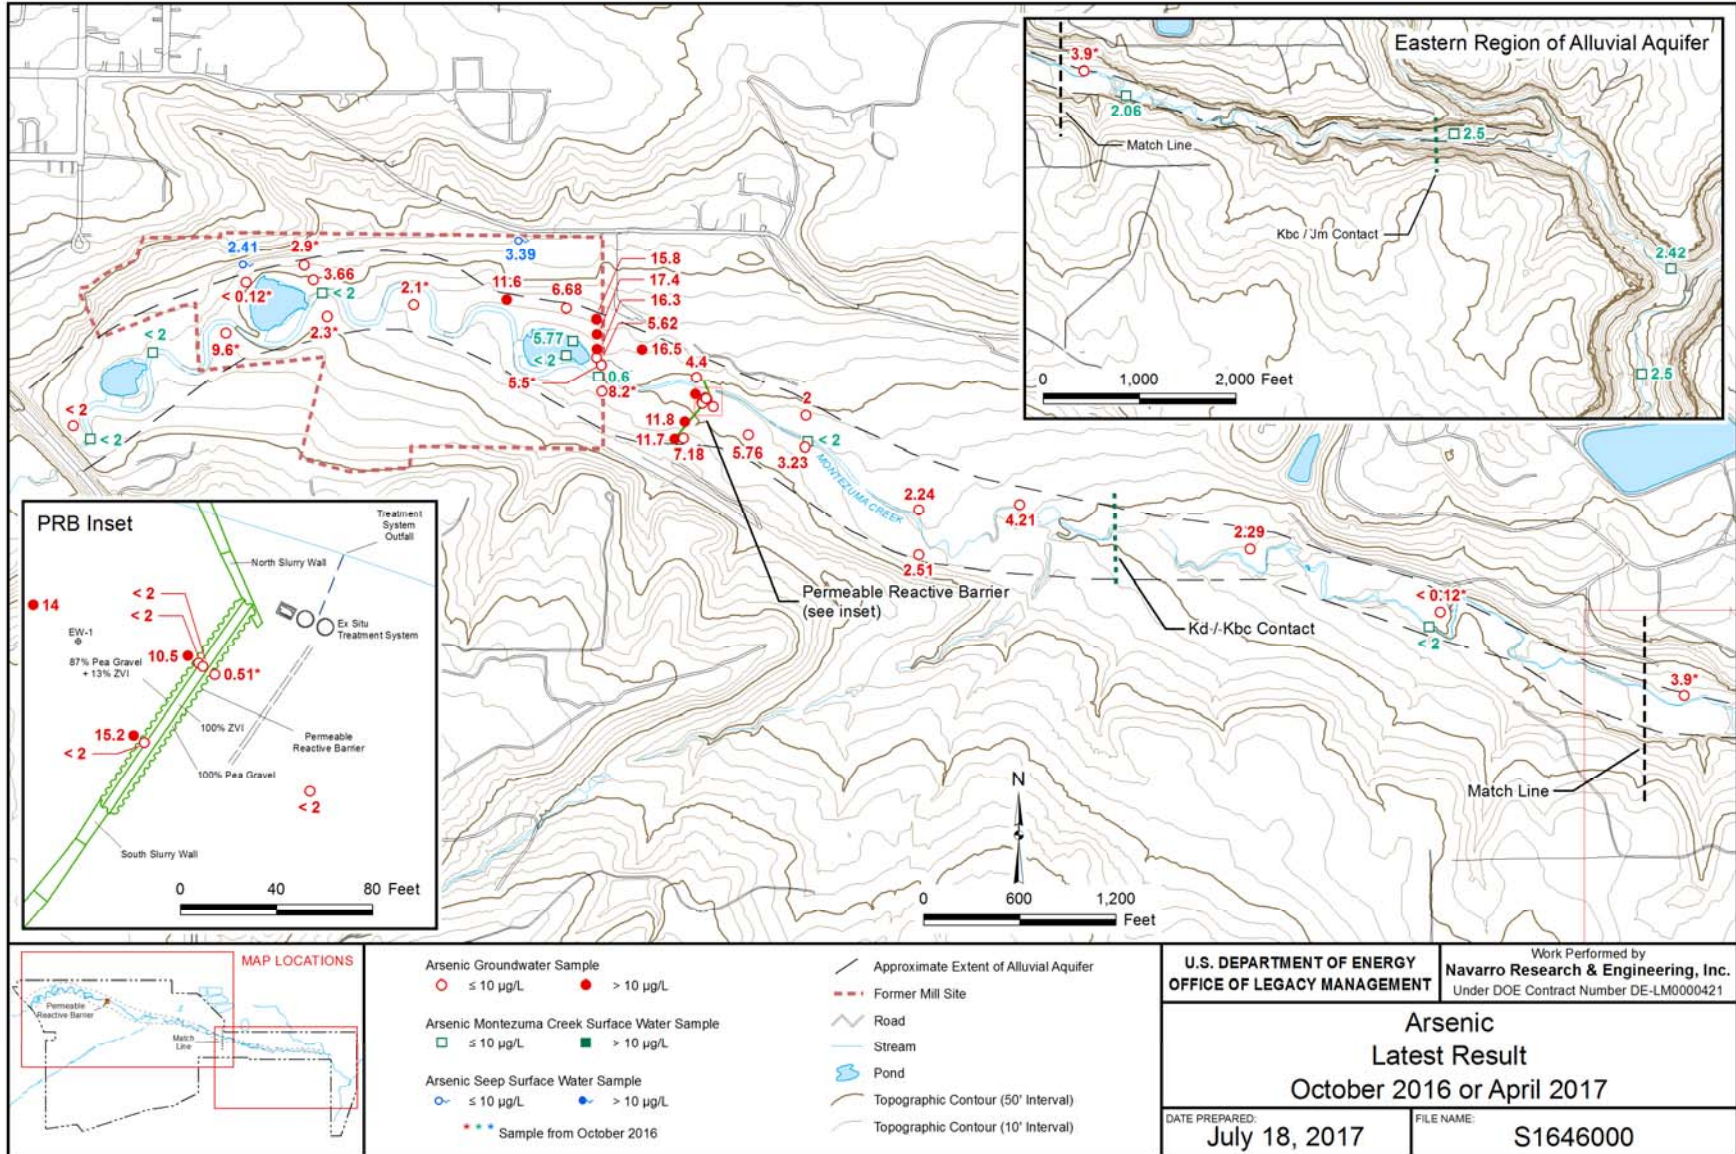 Eastern Region of Alluvial Aquifer
3.9*
2.06
Match Line
2.5
Kbc / Jm Contact
2.42
2.5
0 1,000 2,000 Feet
2.41
2.9*
3.39
15.8
17.4
16.3
5.62
16.5
3.66
< 0.12*
< 2
2.1*
11.6
6.68
9.6*
2.3*
5.77
< 2
< 2
5.5*
0.6
8.2*
4.4
< 2
< 2
11.8
11.7
7.18
5.76
2
< 2
3.23
MONTEZUMA CREEK
2.24
2.51
4.21
2.29
< 0.12*
< 2
3.9*
Permeable Reactive Barrier
(see inset)
Kd / Kbc Contact
Match Line
N
0 600 1,200
Feet
PRB Inset
Treatment
System
Outfall
North Slurry Wall
< 2
< 2
14
EW-1
Ex Situ
Treatment System
87% Pea Gravel
+ 13% ZVI
10.5
0.51*
100% ZVI
15.2
< 2
Permeable
Reactive Barrier
100% Pea Gravel
< 2
South Slurry Wall
0 40 80 Feet
MAP LOCATIONS
Permeable
Reactive Barrier
Match
Line
Arsenic Groundwater Sample
≤ 10 µg/L > 10 µg/L
Arsenic Montezuma Creek Surface Water Sample
≤ 10 µg/L > 10 µg/L
Arsenic Seep Surface Water Sample
≤ 10 µg/L > 10 µg/L
* * * Sample from October 2016
Approximate Extent of Alluvial Aquifer
Former Mill Site
Road
Stream
Pond
Topographic Contour (50' Interval)
Topographic Contour (10' Interval)
U.S. DEPARTMENT OF ENERGY
OFFICE OF LEGACY MANAGEMENT
Work Performed by
Navarro Research & Engineering, Inc.
Under DOE Contract Number DE-LM0000421
Arsenic
Latest Result
October 2016 or April 2017
DATE PREPARED:
July 18, 2017
FILE NAME:
S1646000